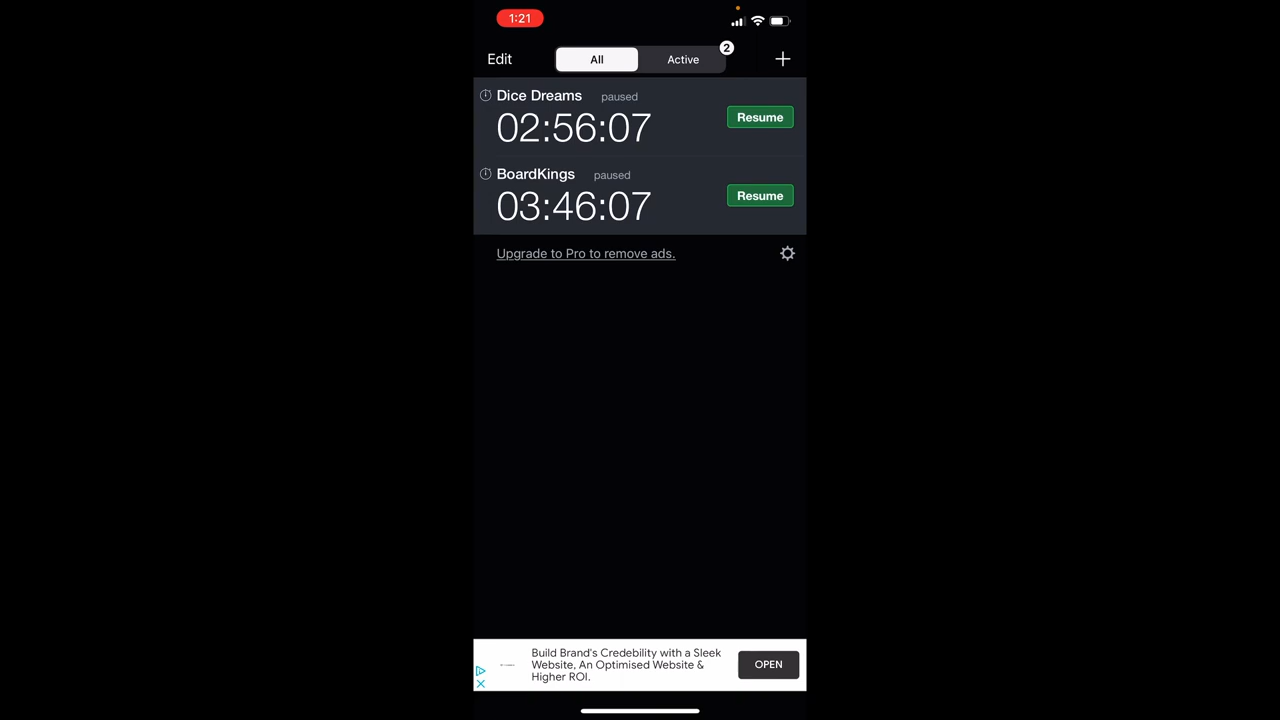 1:21
Edit
All
Active
2
+
Dice Dreams paused
02:56:07
Resume
BoardKings paused
03:46:07
Resume
Upgrade to Pro to remove ads.
Build Brand's Credebility with a Sleek
Website, An Optimised Website &
Higher ROI.
OPEN